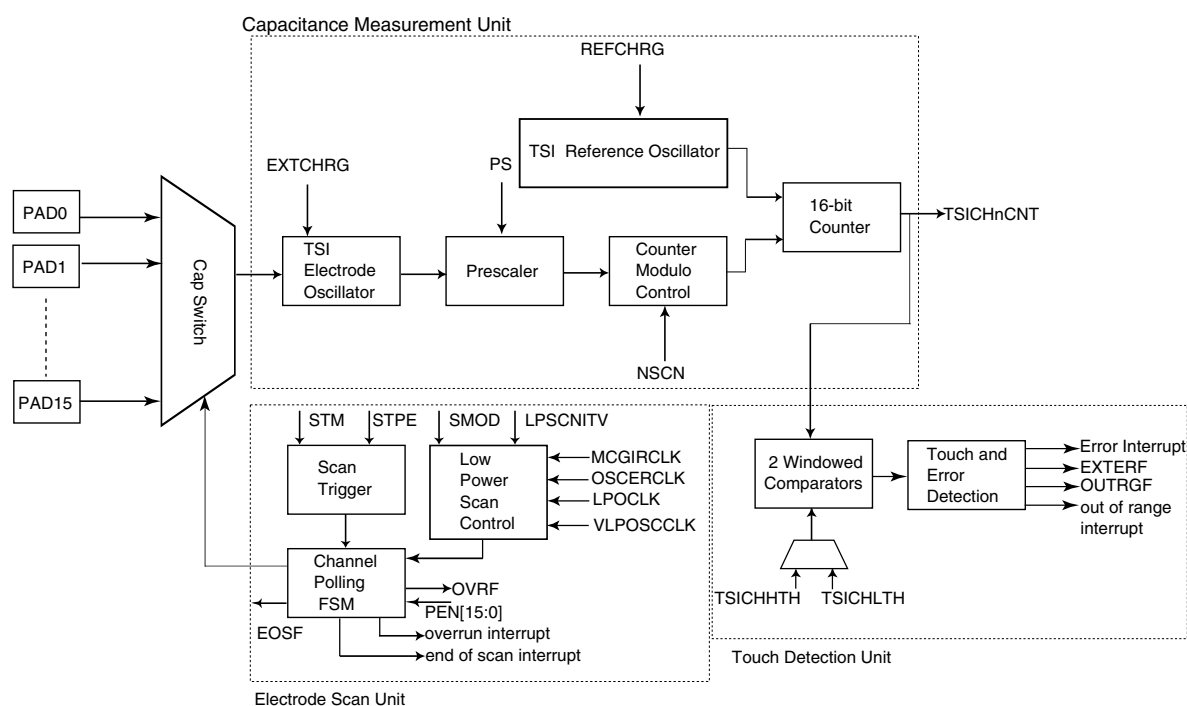 Capacitance Measurement Unit
REFCHRG
TSI Reference Oscillator
EXTCHRG
PS
PAD0
PAD1
PAD15
Cap Switch
TSI
Electrode
Oscillator
Prescaler
Counter
Modulo
Control
16-bit
Counter
TSICHnCNT
NSCN
STM
STPE
SMOD
LPSCNITV
Scan
Trigger
Low
Power
Scan
Control
MCGIRCLK
OSCERCLK
LPOCLK
VLPOSCCLK
Channel
Polling
FSM
OVRF
PEN[15:0]
EOSF
overrun interrupt
end of scan interrupt
Electrode Scan Unit
2 Windowed
Comparators
Touch and
Error
Detection
Error Interrupt
EXTERF
OUTRGF
out of range
interrupt
TSICHHTH
TSICHLTH
Touch Detection Unit